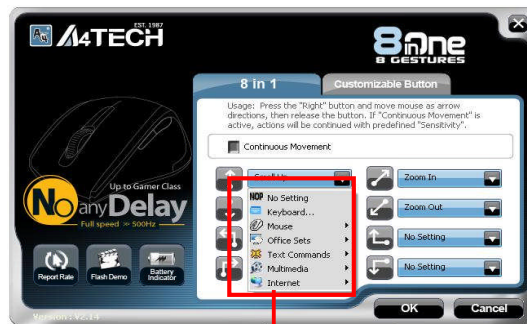 EST. 1987
A4TECH
8 in One
8 GESTURES
8 in 1
Customizable Button
Usage: Press the "Right" button and move mouse as arrow
directions, then release the button. If "Continuous Movement" is
active, actions will be continued with predefined "Sensitivity".
Continuous Movement
Scroll Up
Zoom In
NOP No Setting
Keyboard...
Mouse
Office Sets
Text Commands
Multimedia
Internet
Zoom Out
No Setting
No Setting
Up to Gamer Class
No any Delay
Full speed >> 500Hz
Report Rate
Flash Demo
Battery Indicator
Version: V2.14
OK
Cancel